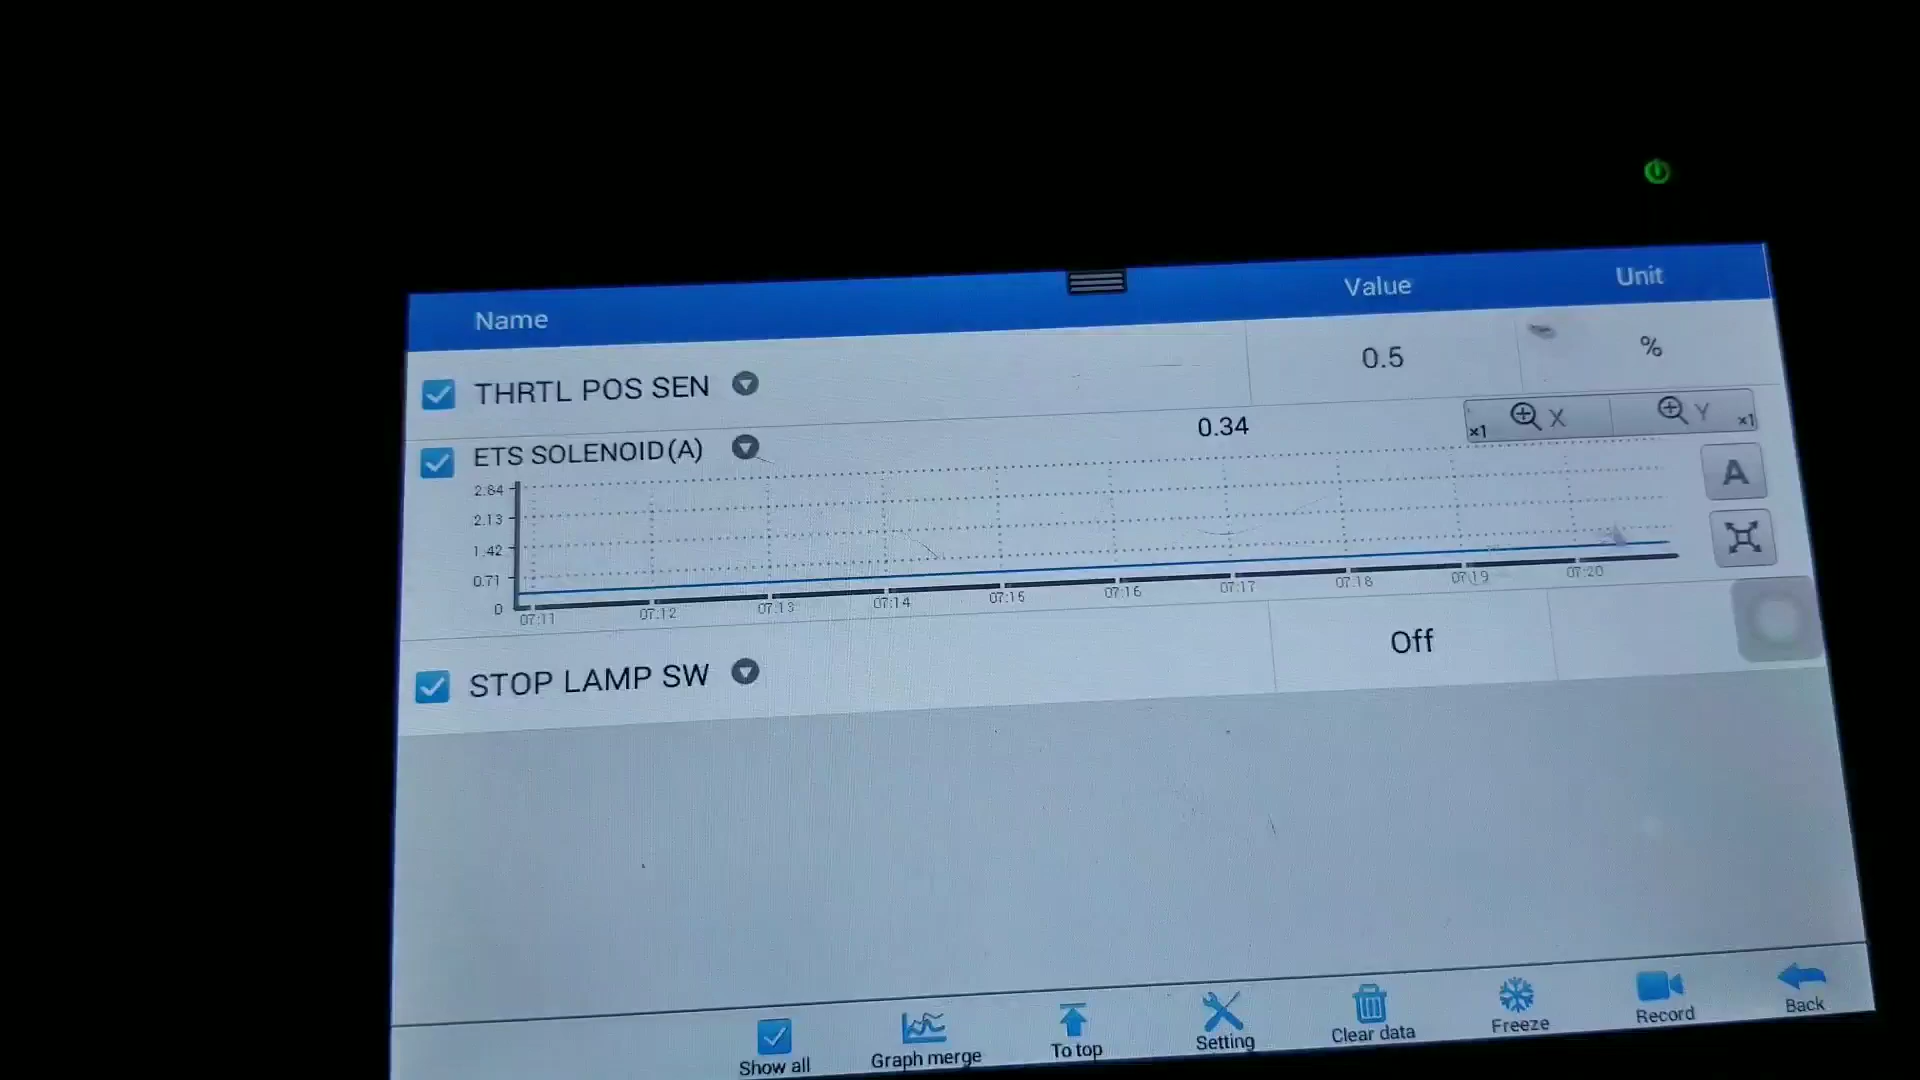 Name Value Unit
THRTL POS SEN 0.5 %
ETS SOLENOID(A) 0.34
×1 X Y ×1
A
2.84
2.13
1.42
0.71
0
07:11 07:12 07:13 07:14 07:15 07:16 07:17 07:18 07:19 07:20
STOP LAMP SW Off
Show all Graph merge To top Setting Clear data Freeze Record Back